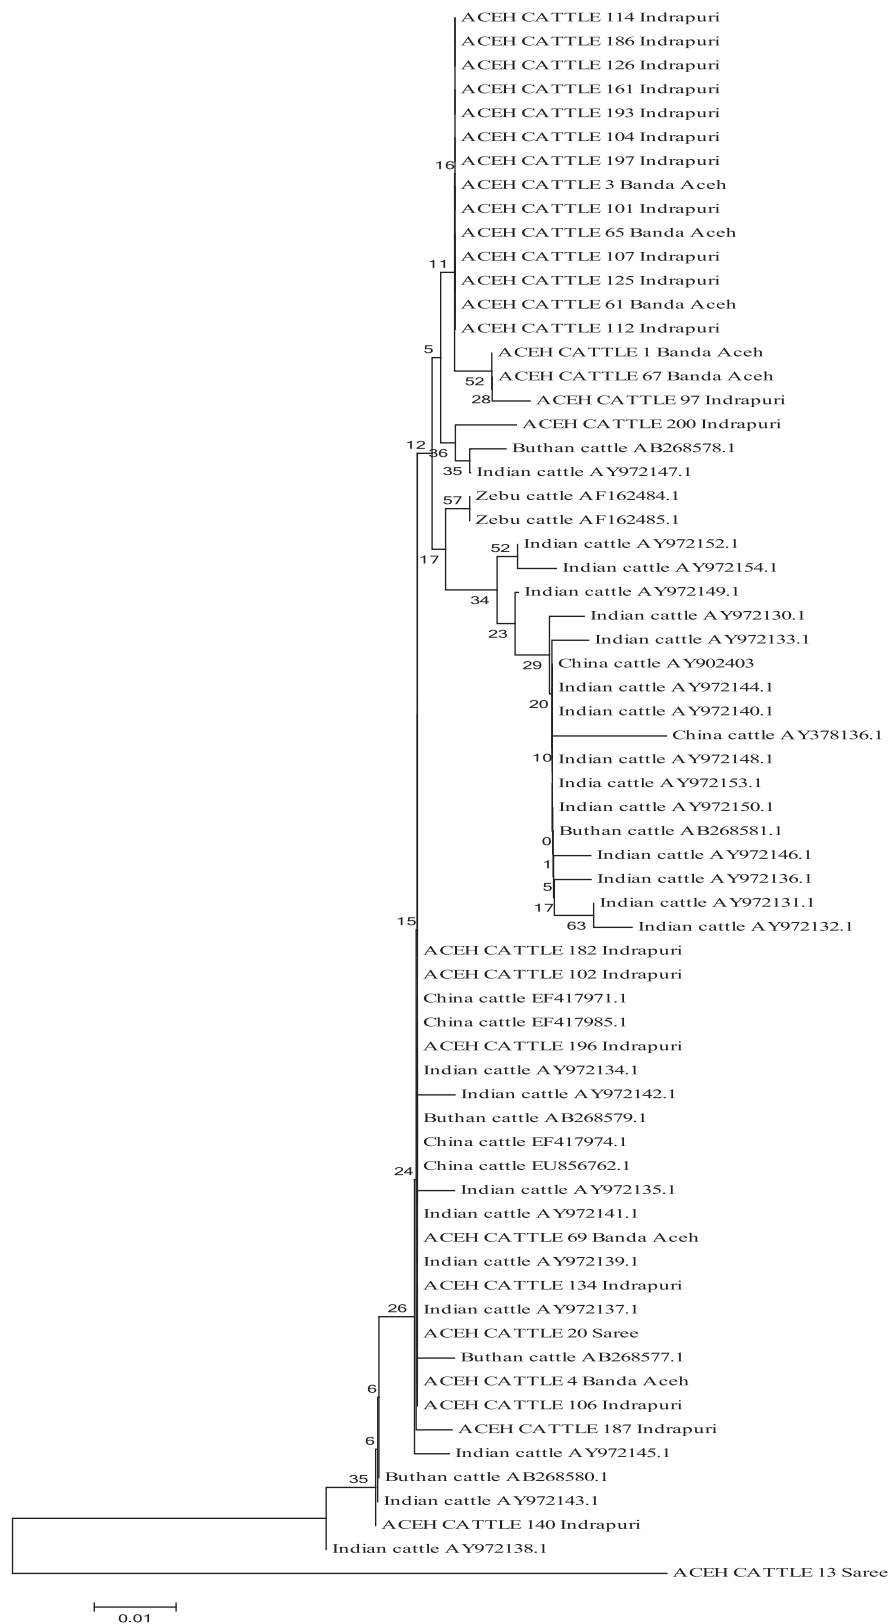 ACEH CATTLE 114 Indrapuri
ACEH CATTLE 186 Indrapuri
ACEH CATTLE 126 Indrapuri
ACEH CATTLE 161 Indrapuri
ACEH CATTLE 193 Indrapuri
ACEH CATTLE 104 Indrapuri
16 ACEH CATTLE 197 Indrapuri
ACEH CATTLE 3 Banda Aceh
ACEH CATTLE 101 Indrapuri
ACEH CATTLE 65 Banda Aceh
11 ACEH CATTLE 107 Indrapuri
ACEH CATTLE 125 Indrapuri
ACEH CATTLE 61 Banda Aceh
ACEH CATTLE 112 Indrapuri
5 ACEH CATTLE 1 Banda Aceh
52 ACEH CATTLE 67 Banda Aceh
28 ACEH CATTLE 97 Indrapuri
ACEH CATTLE 200 Indrapuri
12 36 Buthan cattle AB268578.1
35 Indian cattle AY972147.1
57 Zebu cattle AF162484.1
Zebu cattle AF162485.1
52 Indian cattle AY972152.1
17 Indian cattle AY972154.1
34 Indian cattle AY972149.1
Indian cattle AY972130.1
23 Indian cattle AY972133.1
29 China cattle AY902403
Indian cattle AY972144.1
20 Indian cattle AY972140.1
China cattle AY378136.1
10 Indian cattle AY972148.1
India cattle AY972153.1
Indian cattle AY972150.1
Buthan cattle AB268581.1
0
Indian cattle AY972146.1
1
Indian cattle AY972136.1
5
17 Indian cattle AY972131.1
63 Indian cattle AY972132.1
15
ACEH CATTLE 182 Indrapuri
ACEH CATTLE 102 Indrapuri
China cattle EF417971.1
China cattle EF417985.1
ACEH CATTLE 196 Indrapuri
Indian cattle AY972134.1
Indian cattle AY972142.1
Buthan cattle AB268579.1
China cattle EF417974.1
24 China cattle EU856762.1
Indian cattle AY972135.1
Indian cattle AY972141.1
ACEH CATTLE 69 Banda Aceh
Indian cattle AY972139.1
ACEH CATTLE 134 Indrapuri
26 Indian cattle AY972137.1
ACEH CATTLE 20 Saree
Buthan cattle AB268577.1
6 ACEH CATTLE 4 Banda Aceh
ACEH CATTLE 106 Indrapuri
ACEH CATTLE 187 Indrapuri
6 Indian cattle AY972145.1
35 Buthan cattle AB268580.1
Indian cattle AY972143.1
ACEH CATTLE 140 Indrapuri
Indian cattle AY972138.1
ACEH CATTLE 13 Saree
0.01